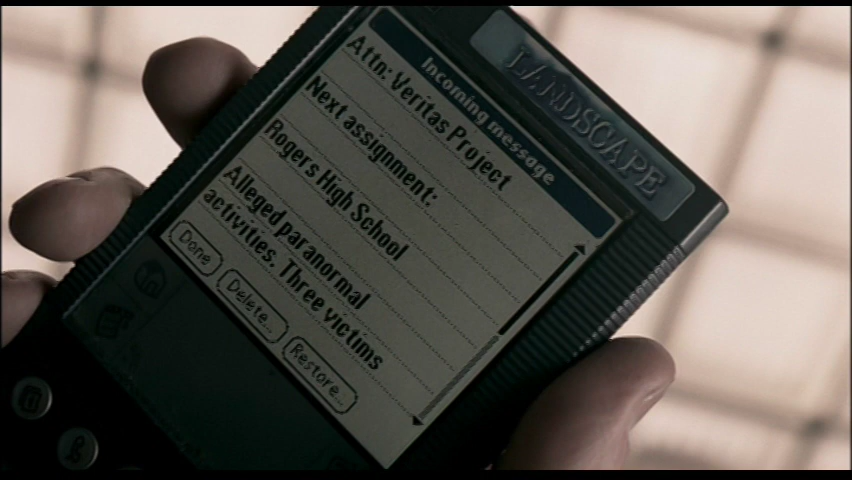 LANDSCAPE
Incoming message
Attn: Veritas Project
Next assignment:
Rogers High School
Alleged paranormal
activities. Three victims
Done
Delete...
Restore...